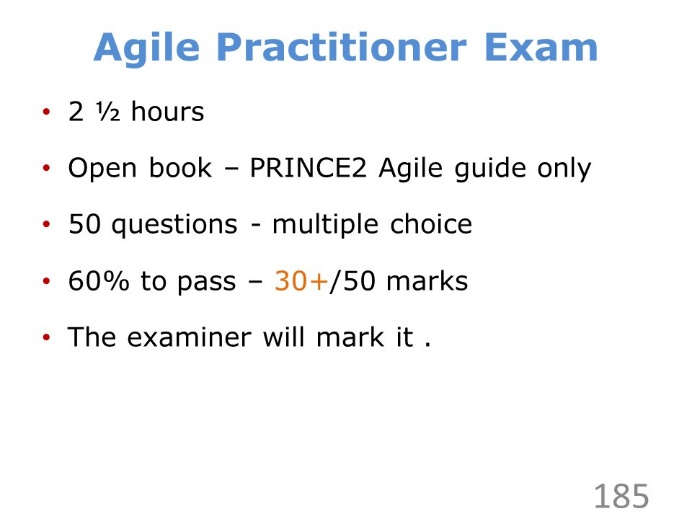 Agile Practitioner Exam
• 2 ½ hours
• Open book – PRINCE2 Agile guide only
• 50 questions - multiple choice
• 60% to pass – 30+/50 marks
• The examiner will mark it .
185